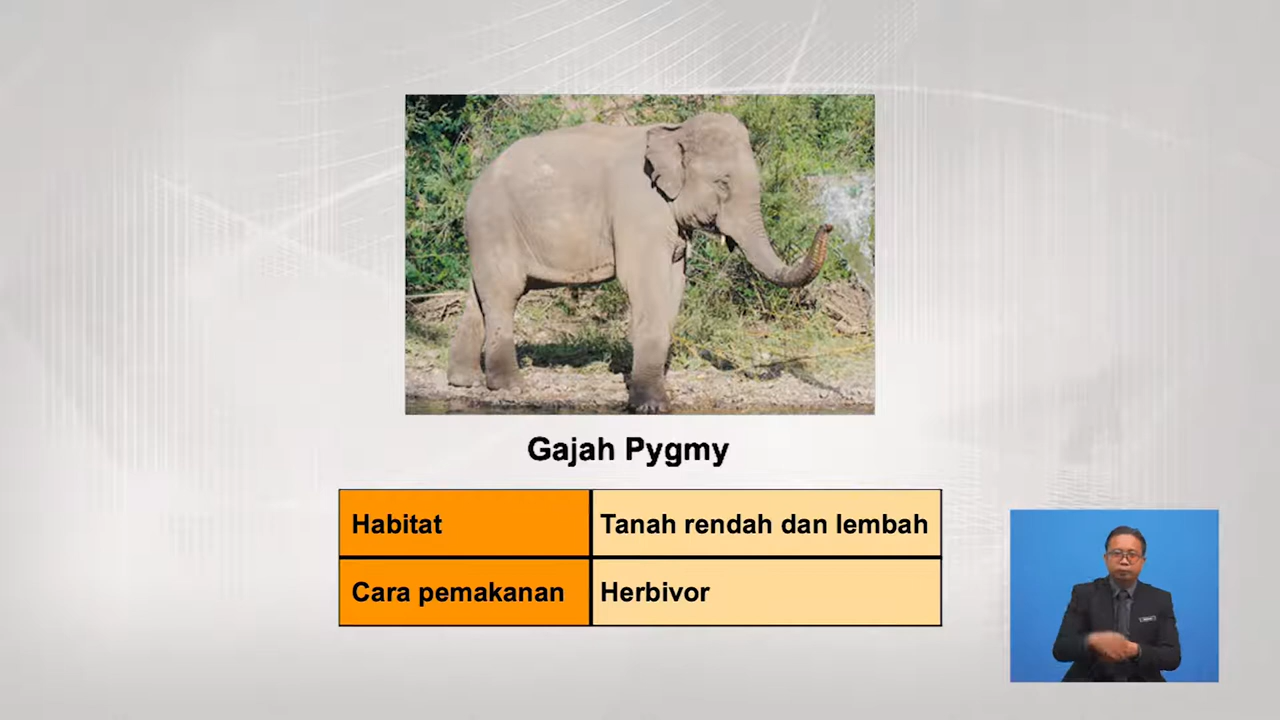 Gajah Pygmy
Habitat
Tanah rendah dan lembah
Cara pemakanan
Herbivor